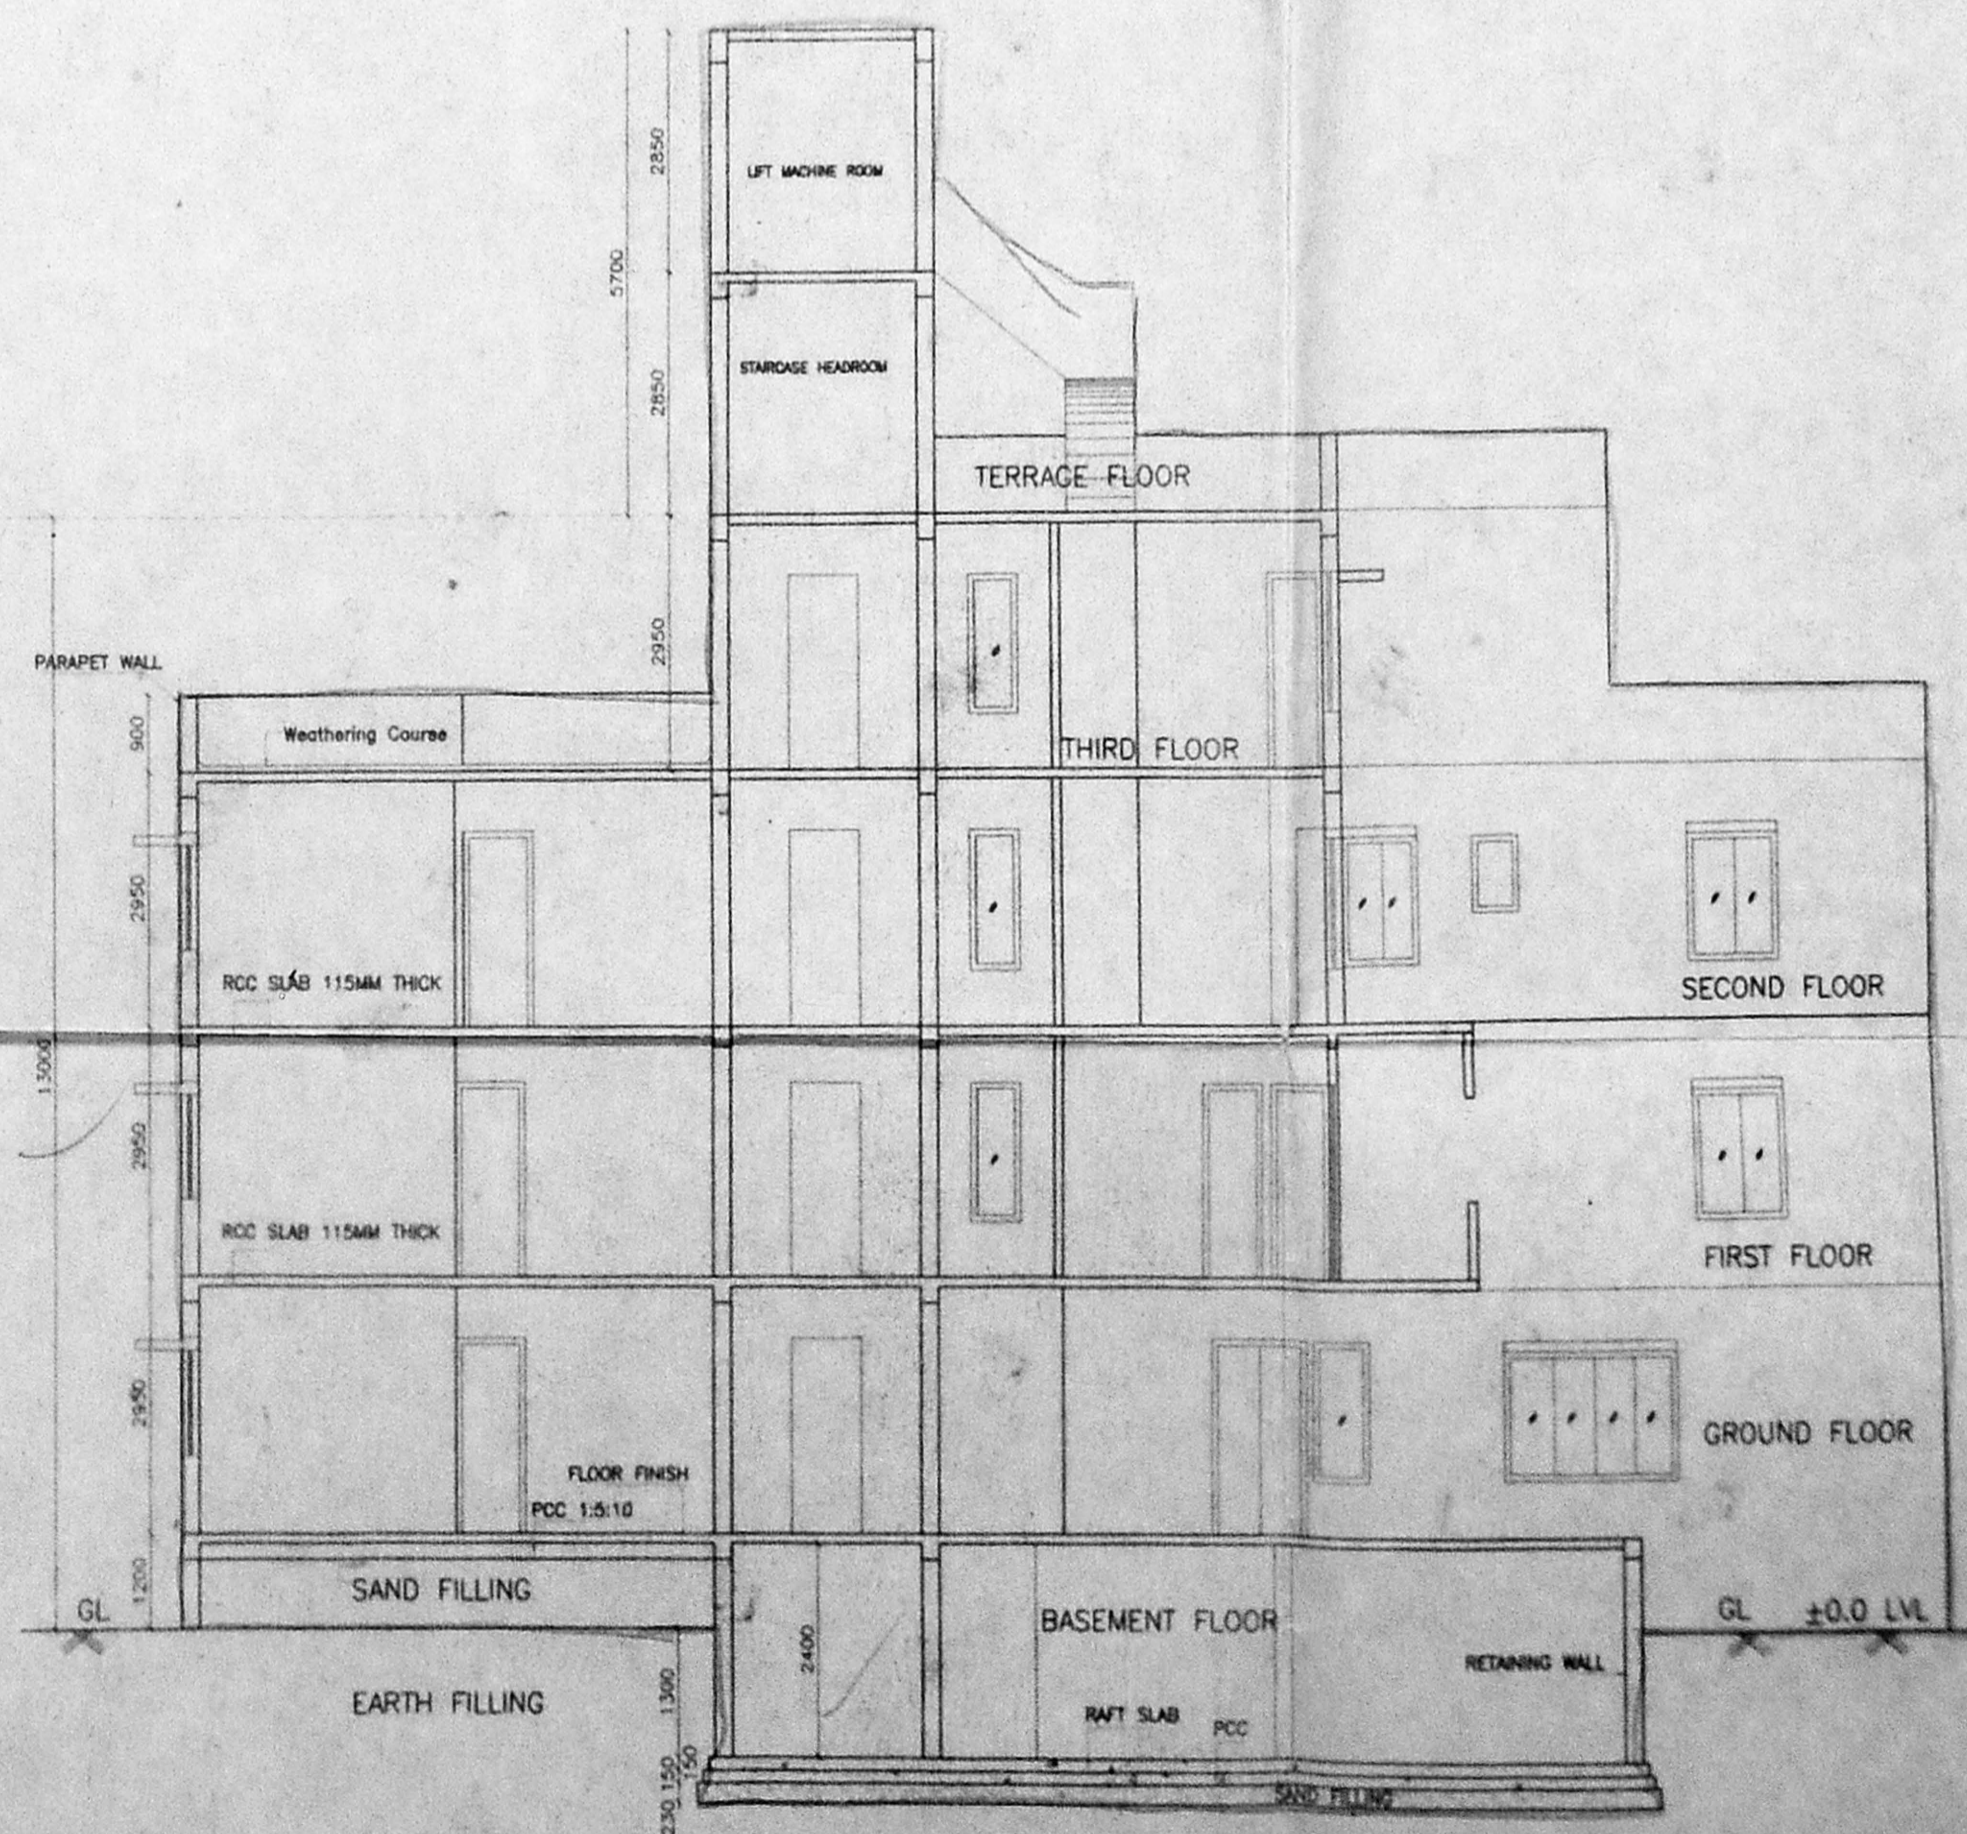 2850
LIFT MACHINE ROOM
5700
2850
STAIRCASE HEADROOM
TERRAGE FLOOR
2950
PARAPET WALL
900
Weathering Course
THIRD FLOOR
2950
RCC SLAB 115MM THICK
SECOND FLOOR
13000
2950
RCC SLAB 115MM THICK
FIRST FLOOR
2950
GROUND FLOOR
FLOOR FINISH
PCC 1:5:10
1200
SAND FILLING
GL
BASEMENT FLOOR
GL ±0.0 LVL
2400
RETAINING WALL
EARTH FILLING
1300
RAFT SLAB
PCC
150
150
230
SAND FILLING